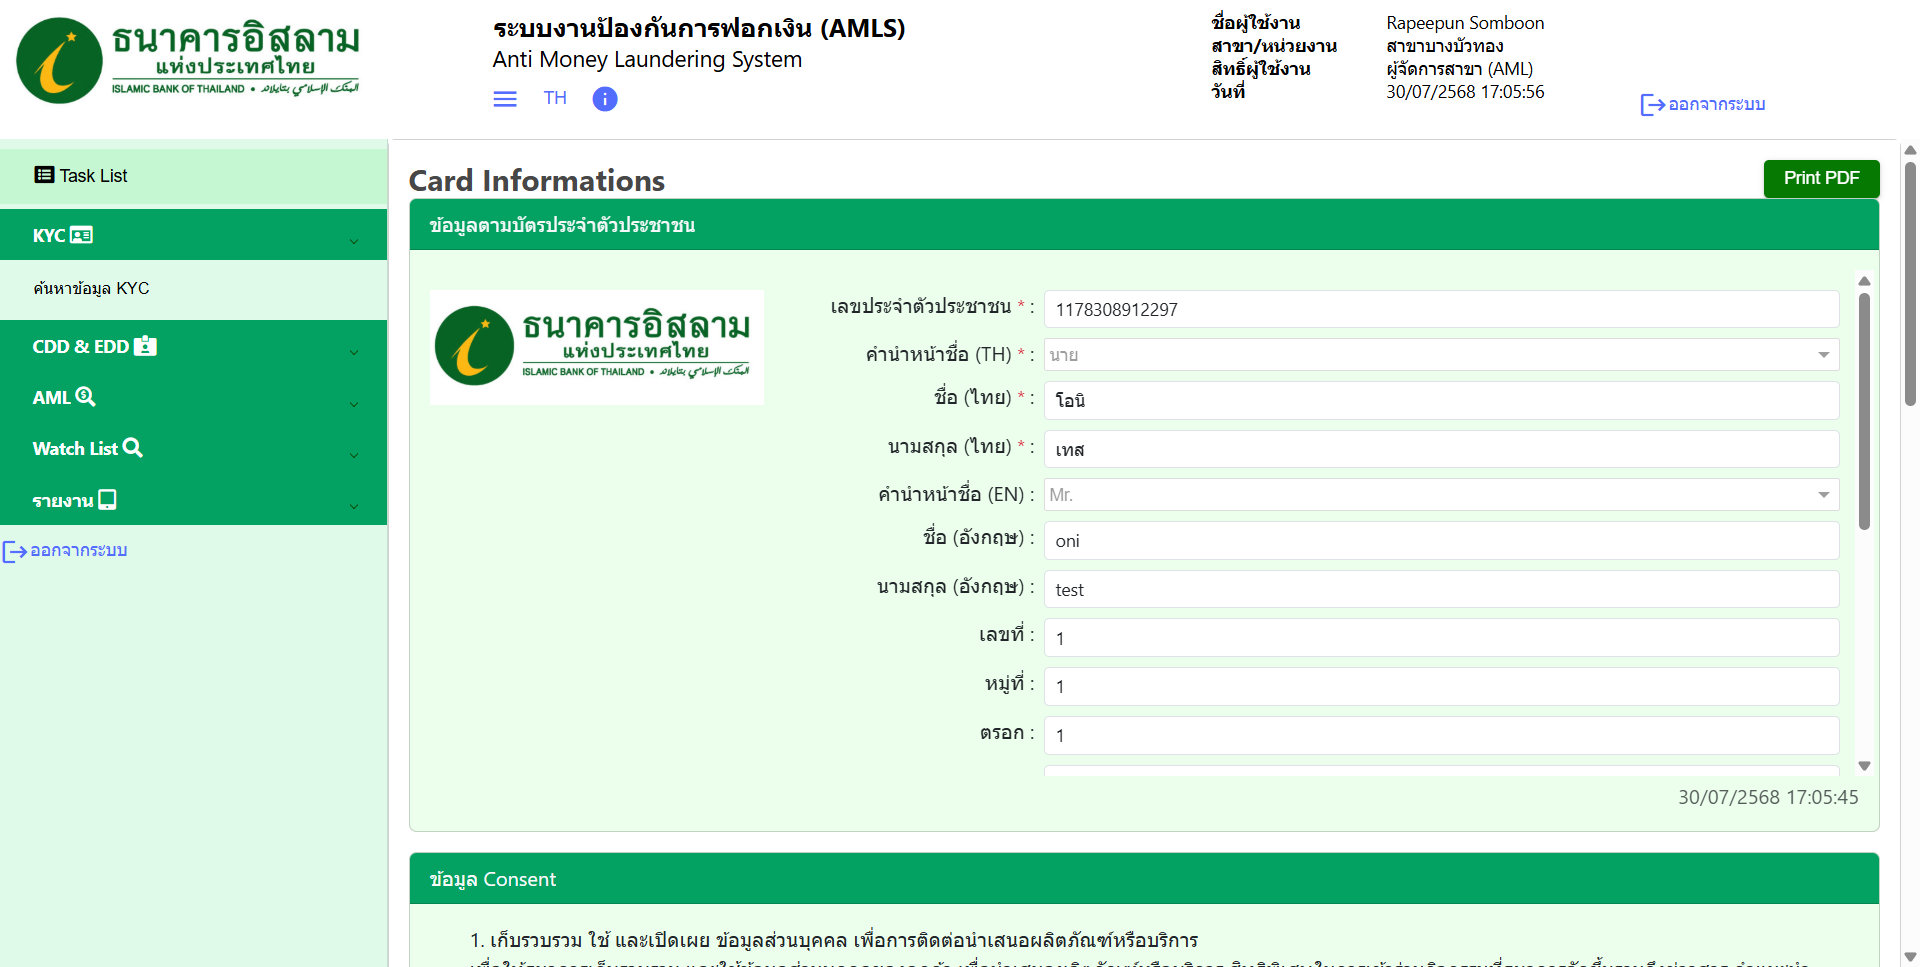 ธนาคารอิสลาม
แห่งประเทศไทย
ISLAMIC BANK OF THAILAND •
ระบบงานป้องกันการฟอกเงิน (AMLS)
Anti Money Laundering System
TH
ชื่อผู้ใช้งาน Rapeepun Somboon
สาขา/หน่วยงาน สาขาบางบัวทอง
สิทธิ์ผู้ใช้งาน ผู้จัดการสาขา (AML)
วันที่ 30/07/2568 17:05:56
ออกจากระบบ
Task List
KYC
ค้นหาข้อมูล KYC
CDD & EDD
AML
Watch List
รายงาน
ออกจากระบบ
Card Informations
Print PDF
ข้อมูลตามบัตรประจำตัวประชาชน
ธนาคารอิสลาม
แห่งประเทศไทย
ISLAMIC BANK OF THAILAND •
เลขประจำตัวประชาชน * : 1178308912297
คำนำหน้าชื่อ (TH) * : นาย
ชื่อ (ไทย) * : โอนิ
นามสกุล (ไทย) * : เทส
คำนำหน้าชื่อ (EN) : Mr.
ชื่อ (อังกฤษ) : oni
นามสกุล (อังกฤษ) : test
เลขที่ : 1
หมู่ที่ : 1
ตรอก : 1
30/07/2568 17:05:45
ข้อมูล Consent
1. เก็บรวบรวม ใช้ และเปิดเผย ข้อมูลส่วนบุคคล เพื่อการติดต่อนำเสนอผลิตภัณฑ์หรือบริการ